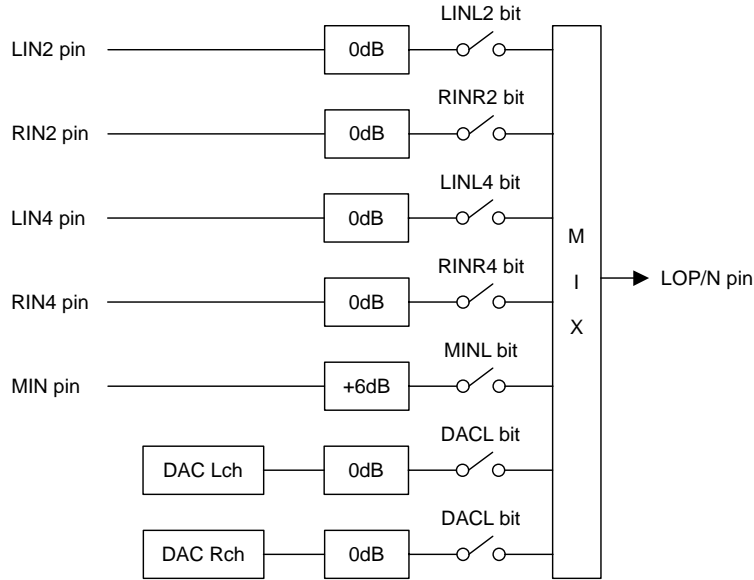 LINL2 bit
LIN2 pin
0dB
RINR2 bit
RIN2 pin
0dB
LINL4 bit
LIN4 pin
0dB
M
I
X
RINR4 bit
LOP/N pin
RIN4 pin
0dB
MINL bit
MIN pin
+6dB
DACL bit
DAC Lch
0dB
DACL bit
DAC Rch
0dB